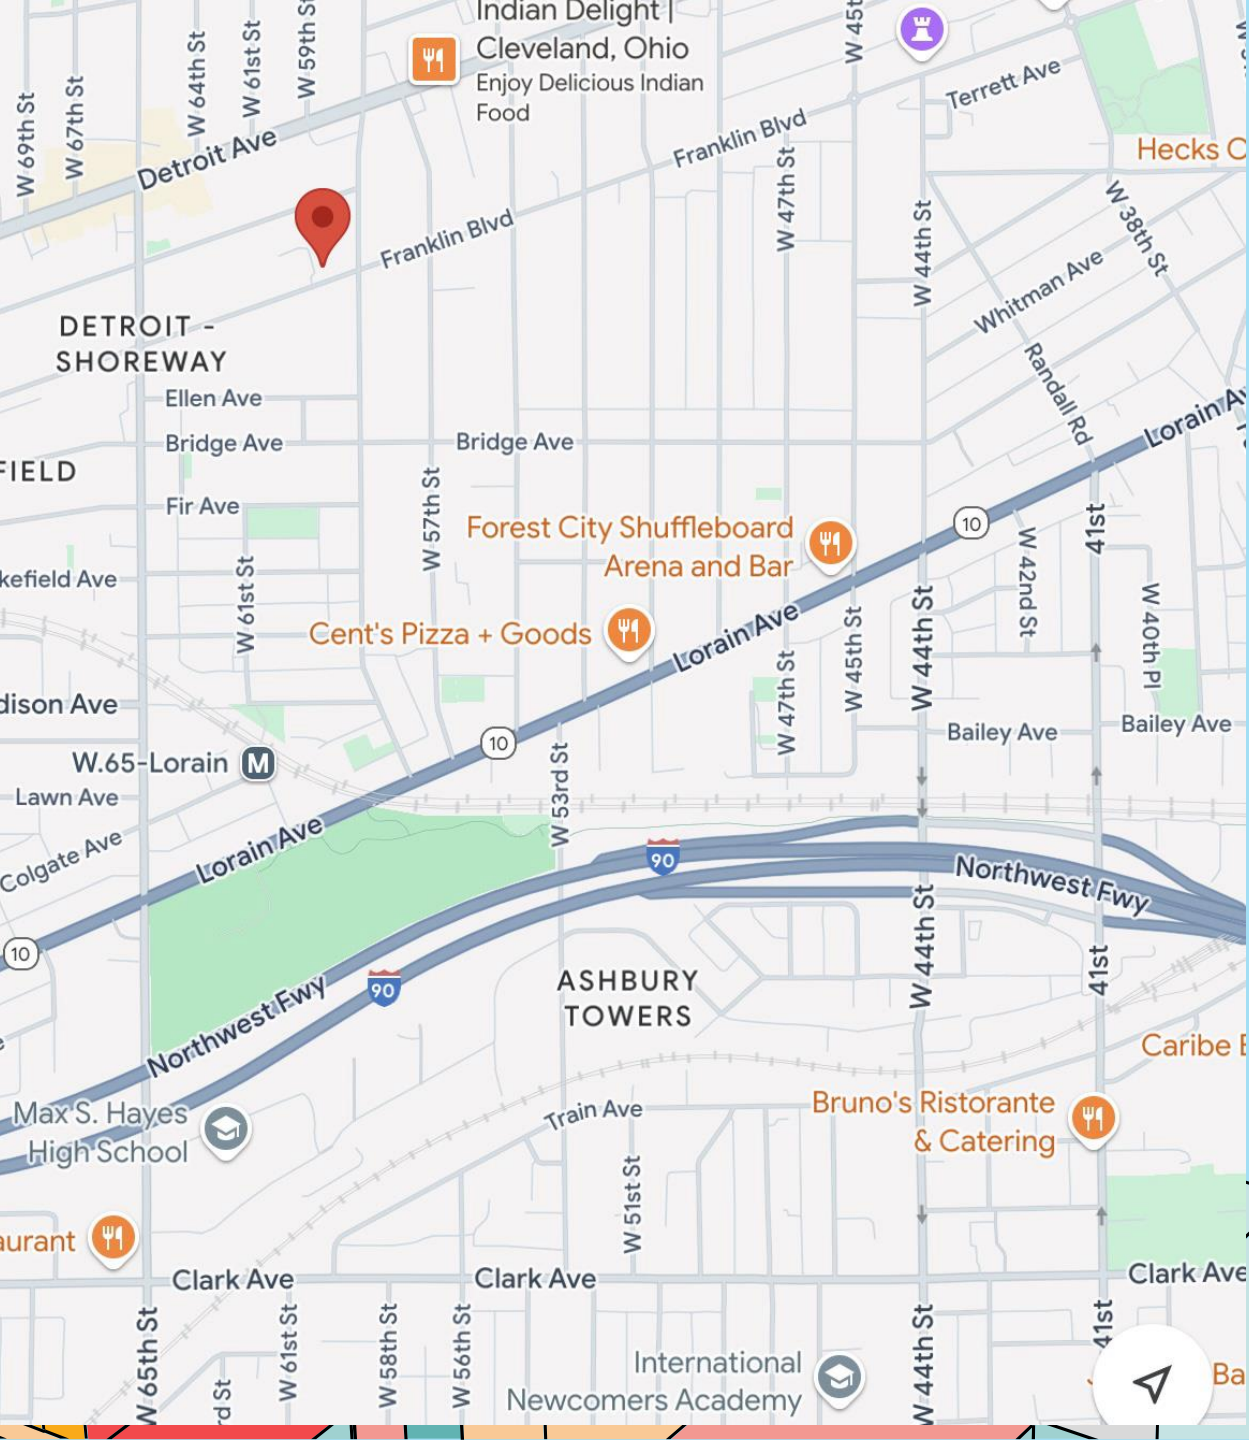 Indian Delight |
Cleveland, Ohio
Enjoy Delicious Indian
Food
W 69th St
W 67th St
W 64th St
W 61st St
W 59th St
W 45t
Terrett Ave
Detroit Ave
Franklin Blvd
Hecks C
W 47th St
W 44th St
W 38th St
Franklin Blvd
Whitman Ave
DETROIT -
SHOREWAY
Randall Rd
Ellen Ave
Lorain Av
Bridge Ave
Bridge Ave
FIELD
Fir Ave
W 57th St
Forest City Shuffleboard
Arena and Bar
10
41st
W 42nd St
kefield Ave
W 61st St
Cent's Pizza + Goods
Lorain Ave
W 45th St
W 44th St
W 40th Pl
W 47th St
dison Ave
Bailey Ave
Bailey Ave
10
W.65-Lorain
M
W 53rd St
Lawn Ave
Colgate Ave
Lorain Ave
90
Northwest Fwy
W 44th St
10
41st
90
ASHBURY
TOWERS
Northwest Fwy
Caribe
Max S. Hayes
High School
Train Ave
Bruno's Ristorante
& Catering
W 51st St
aurant
Clark Ave
Clark Ave
Clark Ave
W 65th St
rd St
W 61st St
W 58th St
W 56th St
W 44th St
41st
International
Newcomers Academy
Ba